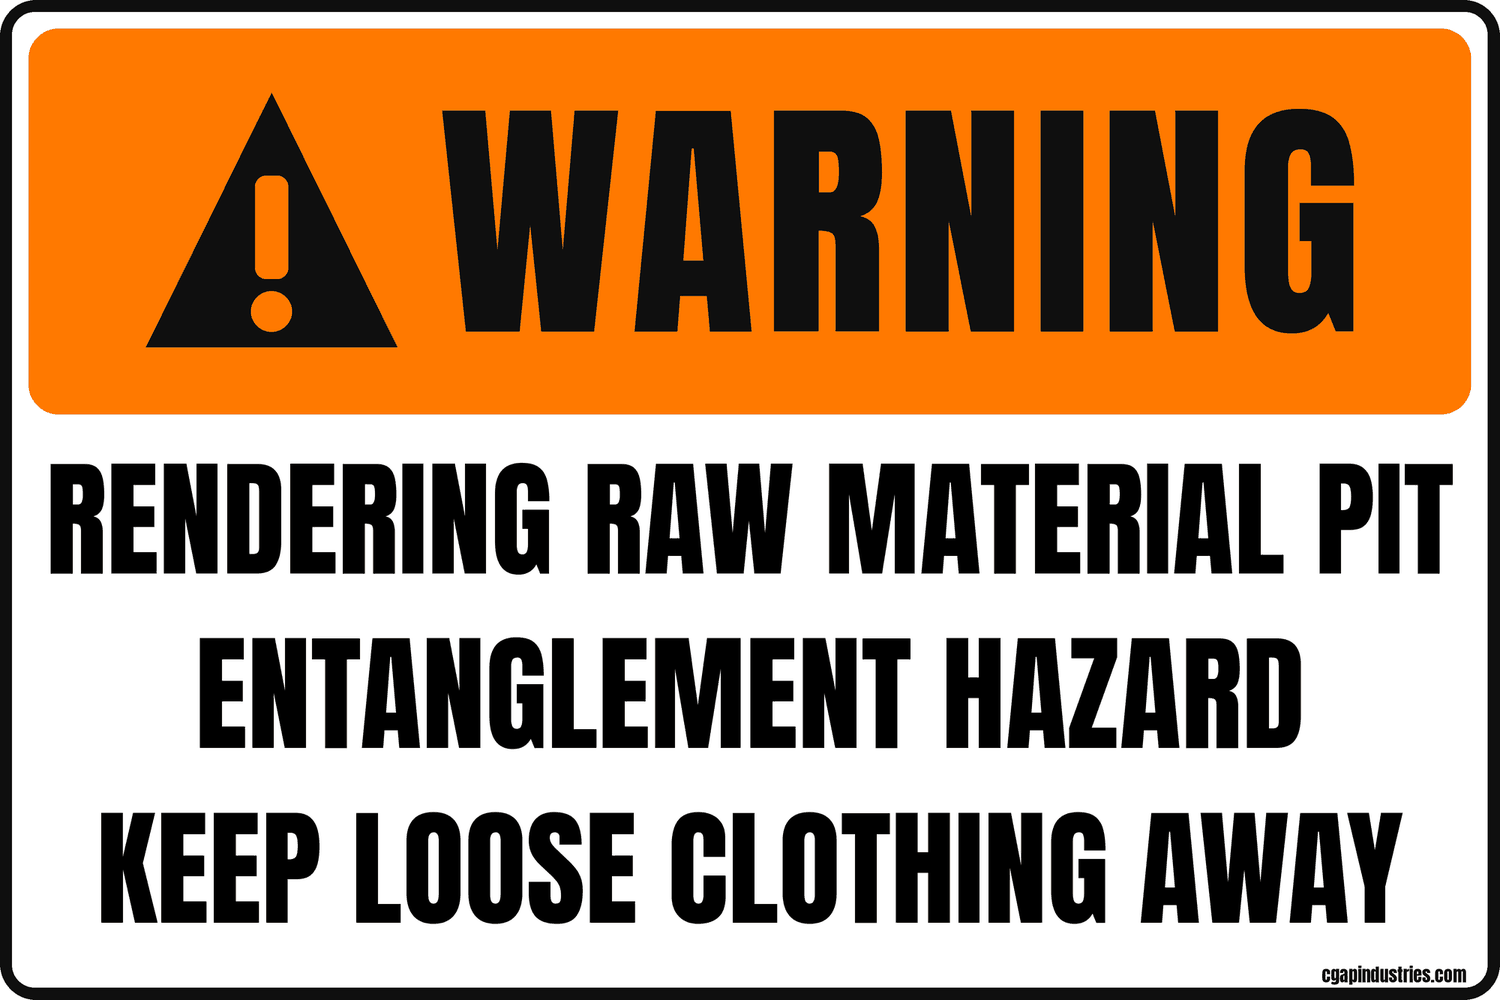 WARNING
RENDERING RAW MATERIAL PIT
ENTANGLEMENT HAZARD
KEEP LOOSE CLOTHING AWAY
cgapindustries.com